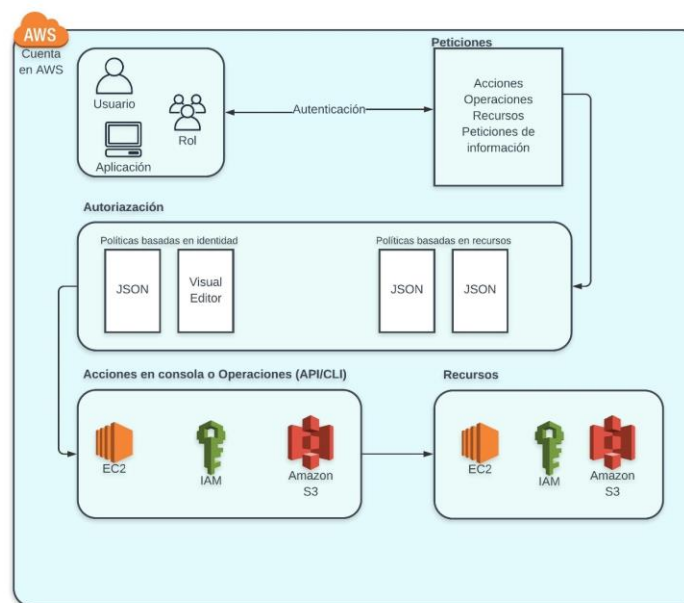 AWS
Cuenta
en AWS
Usuario
Rol
Aplicación
Autenticación
Peticiones
Acciones
Operaciones
Recursos
Peticiones de
información
Autoriazación
Políticas basadas en identidad
JSON
Visual
Editor
Políticas basadas en recursos
JSON
JSON
Acciones en consola o Operaciones (API/CLI)
EC2
IAM
Amazon
S3
Recursos
EC2
IAM
Amazon
S3